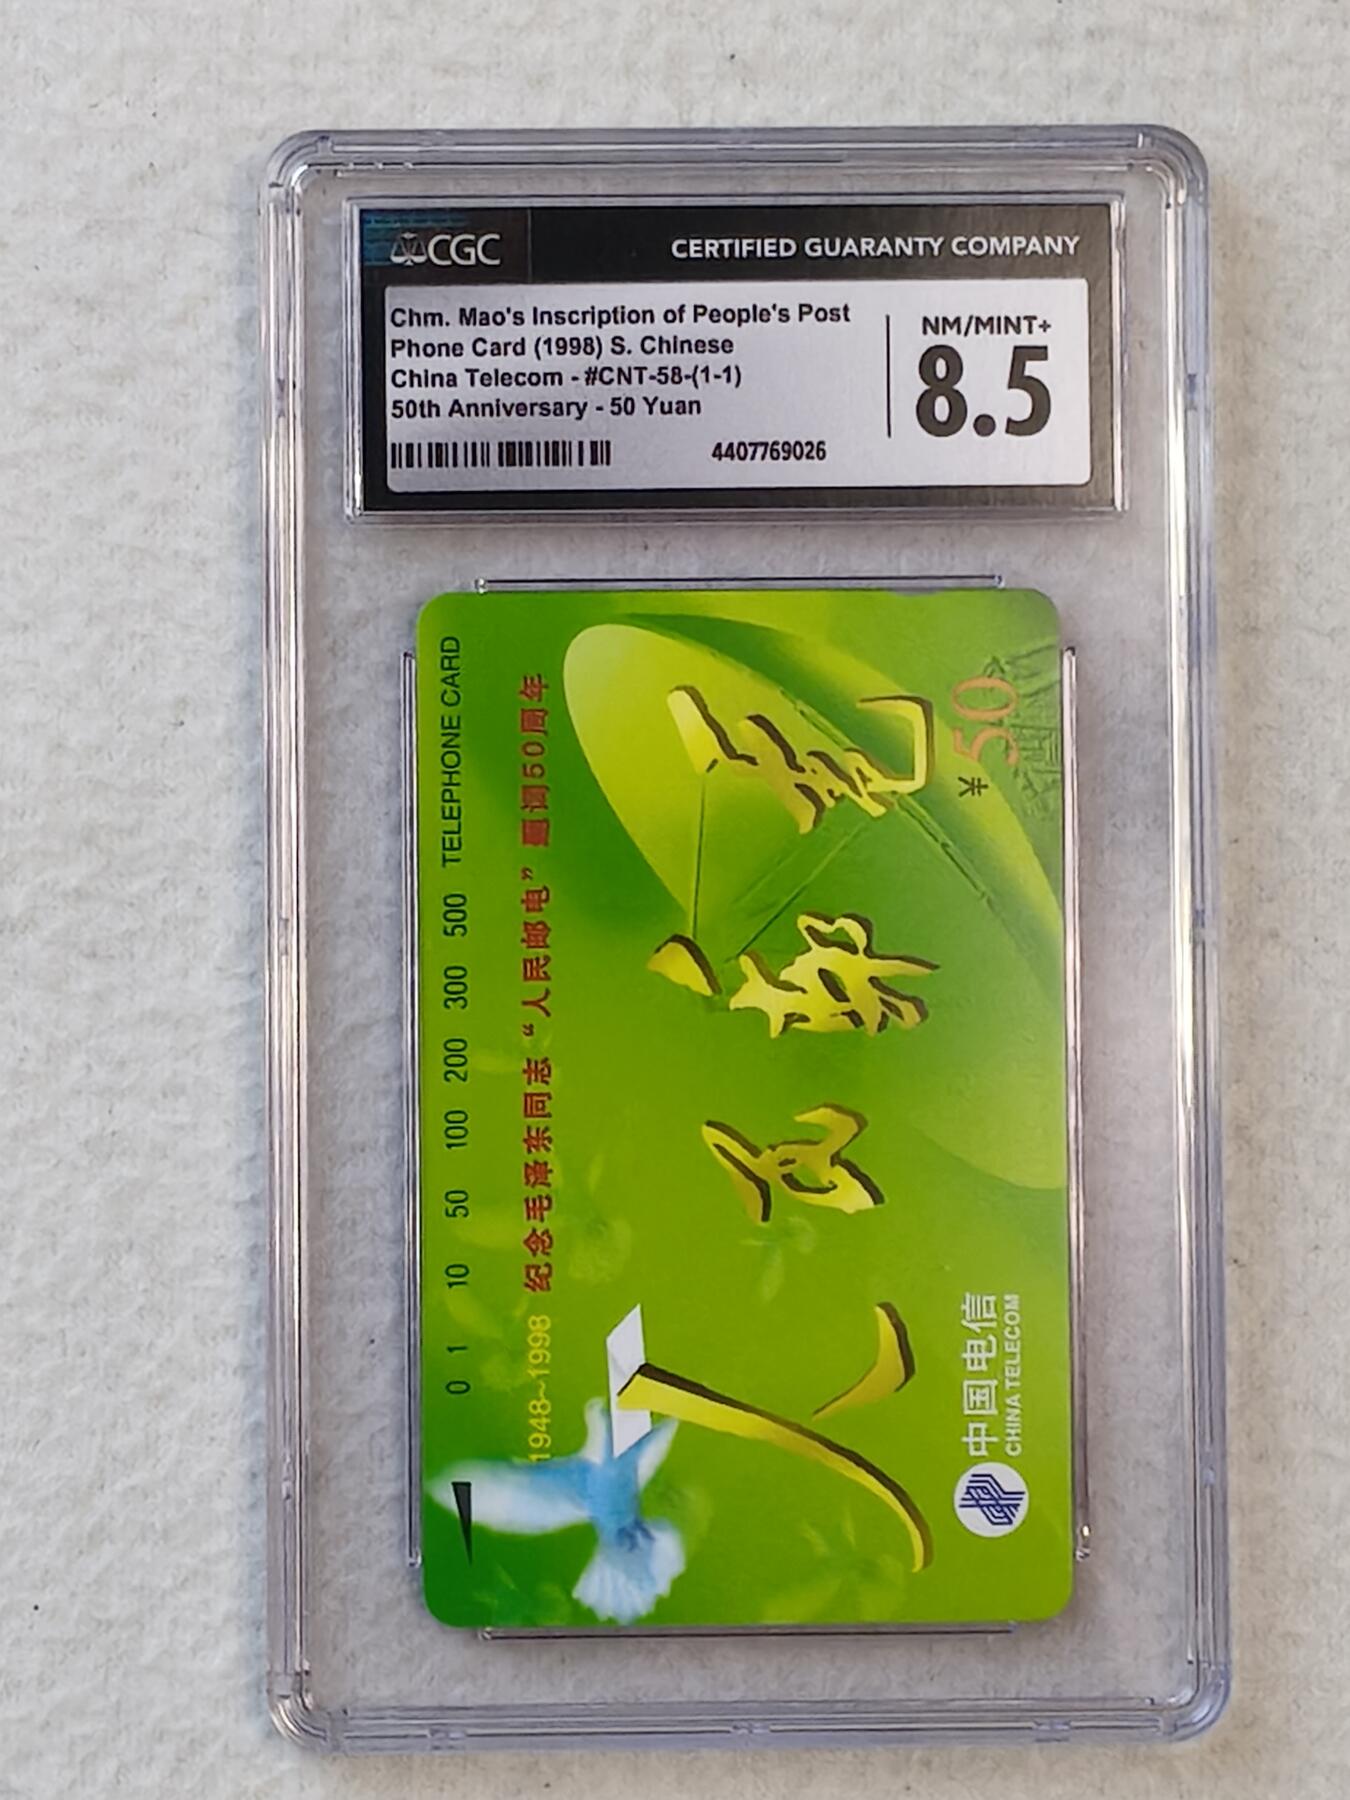 CGC
CERTIFIED GUARANTY COMPANY
Chm. Mao's Inscription of People's Post
Phone Card (1998) S. Chinese
China Telecom - #CNT-58-(1-1)
50th Anniversary - 50 Yuan
4407769026
NM/MINT+
8.5
0 1 10 50 100 200 300 500 TELEPHONE CARD
1948~1998 纪念毛泽东同志“人民邮电”题词50周年
人民邮电
中国电信
CHINA TELECOM
¥50